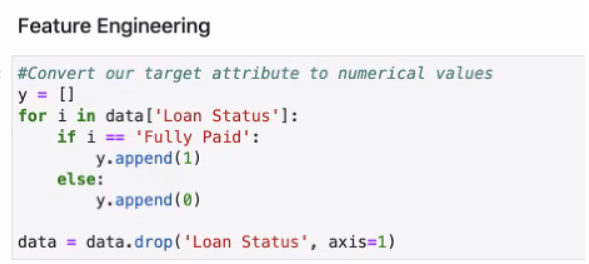 Feature Engineering
#Convert our target attribute to numerical values
y = []
for i in data['Loan Status']:
    if i == 'Fully Paid':
        y.append(1)
    else:
        y.append(0)
data = data.drop('Loan Status', axis=1)